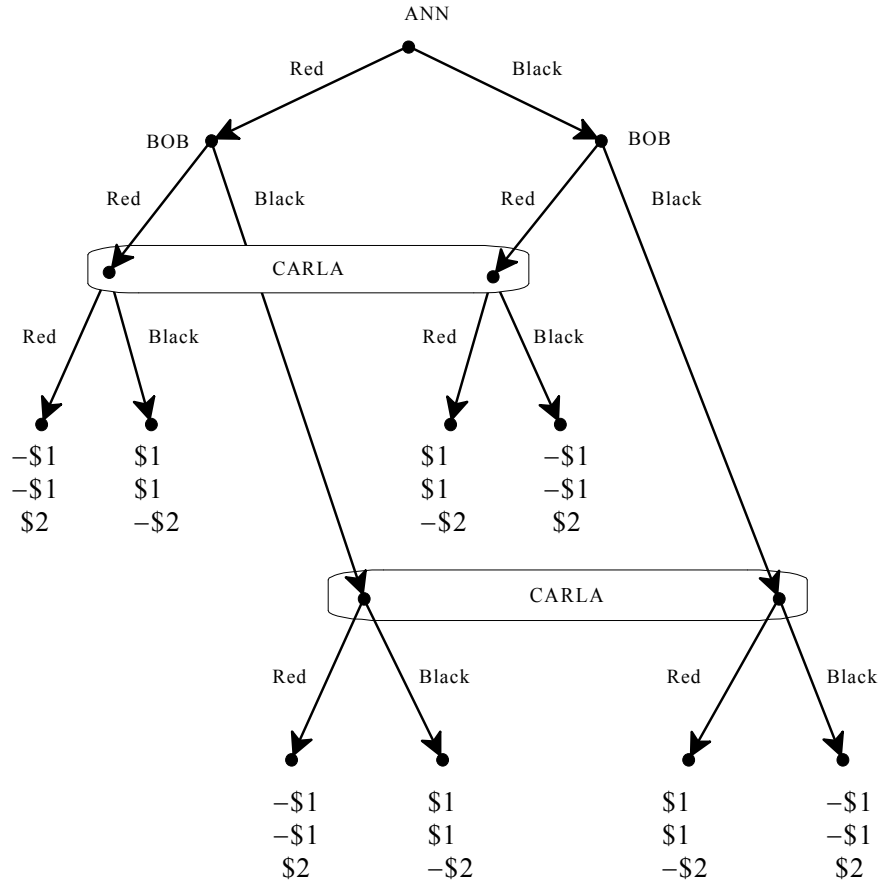 ANN
Red Black
BOB BOB
Red Black Red Black
CARLA
Red Black Red Black
−$1 $1 $1 −$1
−$1 $1 $1 −$1
$2 −$2 −$2 $2
CARLA
Red Black Red Black
−$1 $1 $1 −$1
−$1 $1 $1 −$1
$2 −$2 −$2 $2